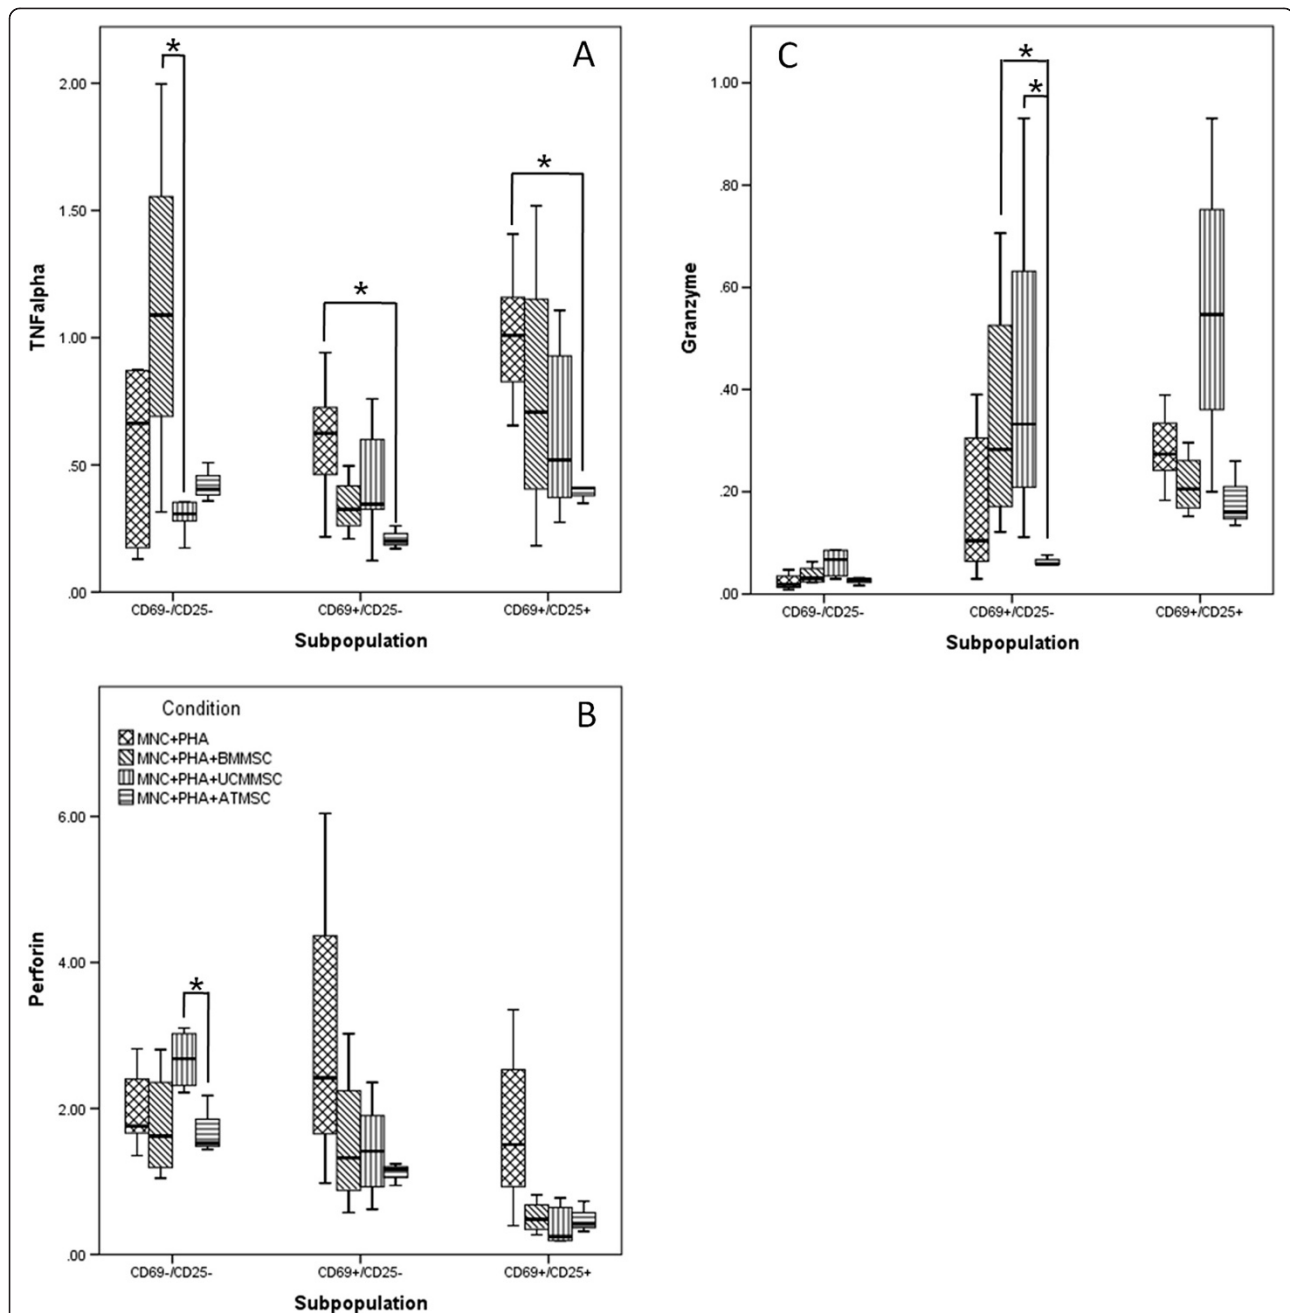 A
*
*
*
2.00
1.50
1.00
.50
.00
TNFalpha
CD69-/CD25-
CD69+/CD25-
CD69+/CD25+
Subpopulation
C
*
*
1.00
.80
.60
.40
.20
.00
Granzyme
CD69-/CD25-
CD69+/CD25-
CD69+/CD25+
Subpopulation
B
Condition
MNC+PHA
MNC+PHA+BMMSC
MNC+PHA+UCMMSC
MNC+PHA+ATMSC
*
6.00
4.00
2.00
.00
Perforin
CD69-/CD25-
CD69+/CD25-
CD69+/CD25+
Subpopulation